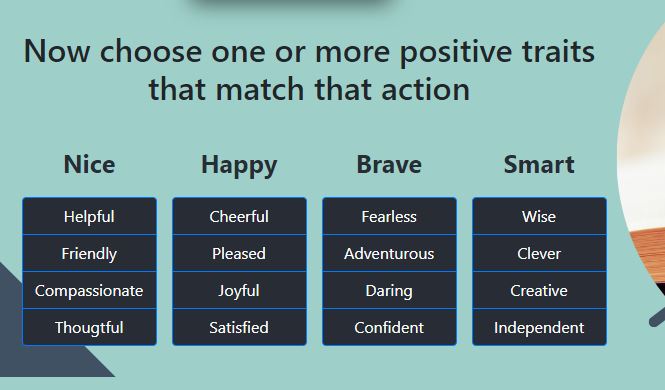 Now choose one or more positive traits
that match that action
Nice Happy Brave Smart
Helpful Cheerful Fearless Wise
Friendly Pleased Adventurous Clever
Compassionate Joyful Daring Creative
Thougtful Satisfied Confident Independent